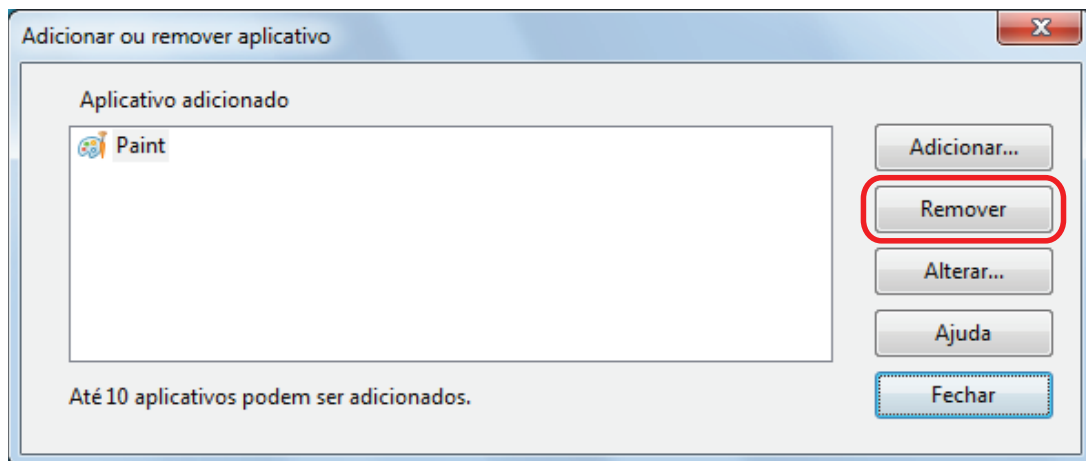 Adicionar ou remover aplicativo
Aplicativo adicionado
Paint
Adicionar...
Remover
Alterar...
Ajuda
Até 10 aplicativos podem ser adicionados.
Fechar